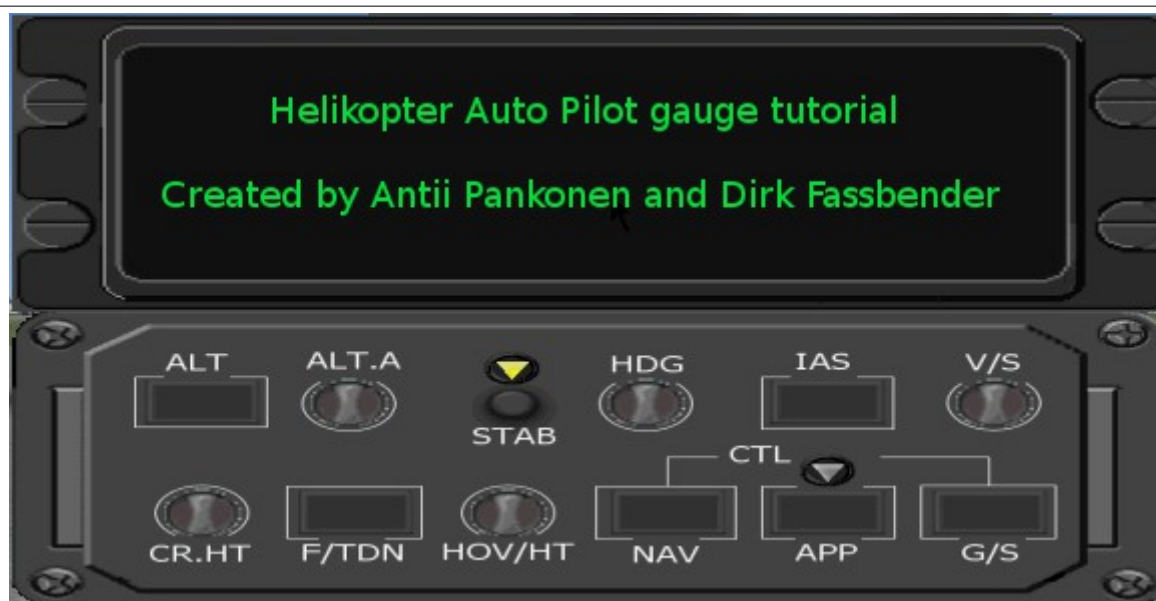 Helikopter Auto Pilot gauge tutorial
Created by Antii Pankonen and Dirk Fassbender
ALT ALT.A HDG IAS V/S
STAB
CTL
CR.HT F/TDN HOV/HT NAV APP G/S